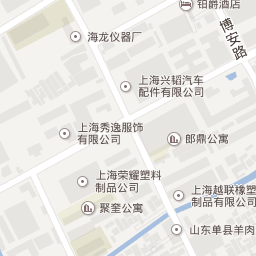 铂爵酒店
博安路
海龙仪器厂
上海兴韬汽车
配件有限公司
上海秀逸服饰
有限公司
郎鼎公寓
上海荣耀塑料
制品公司
上海越联橡塑
制品有限公司
聚奎公寓
山东单县羊肉